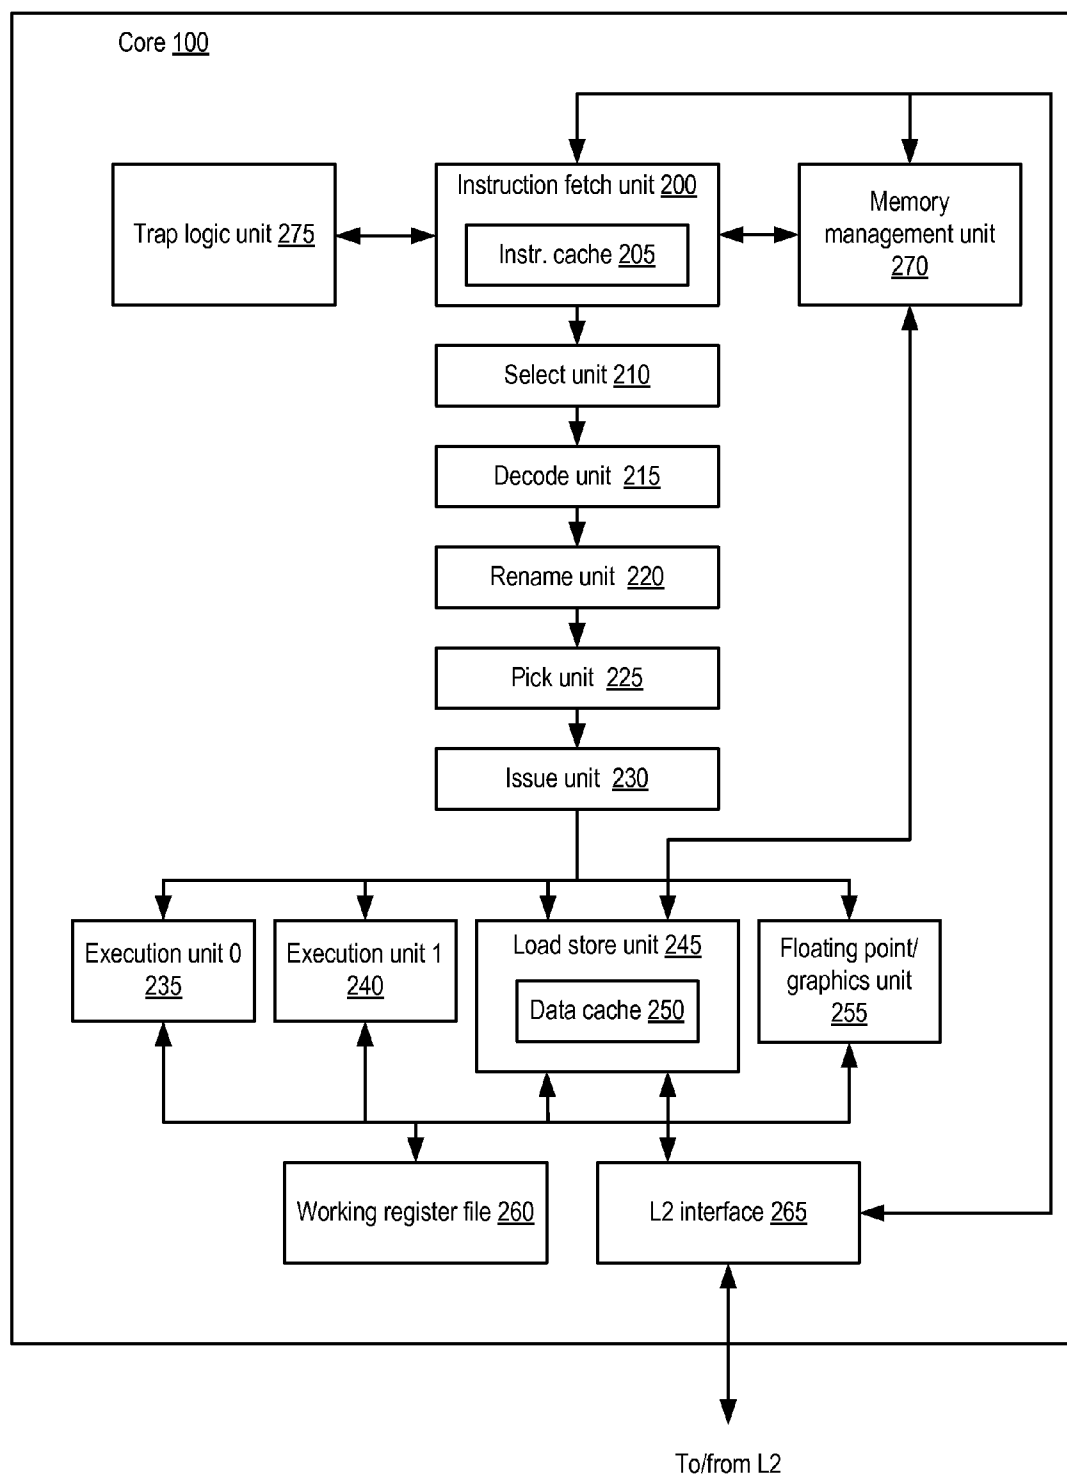 Core 100
Instruction fetch unit 200
Instr. cache 205
Trap logic unit 275
Memory
management unit
270
Select unit 210
Decode unit 215
Rename unit 220
Pick unit 225
Issue unit 230
Execution unit 0
235
Execution unit 1
240
Load store unit 245
Data cache 250
Floating point/
graphics unit
255
Working register file 260
L2 interface 265
To/from L2